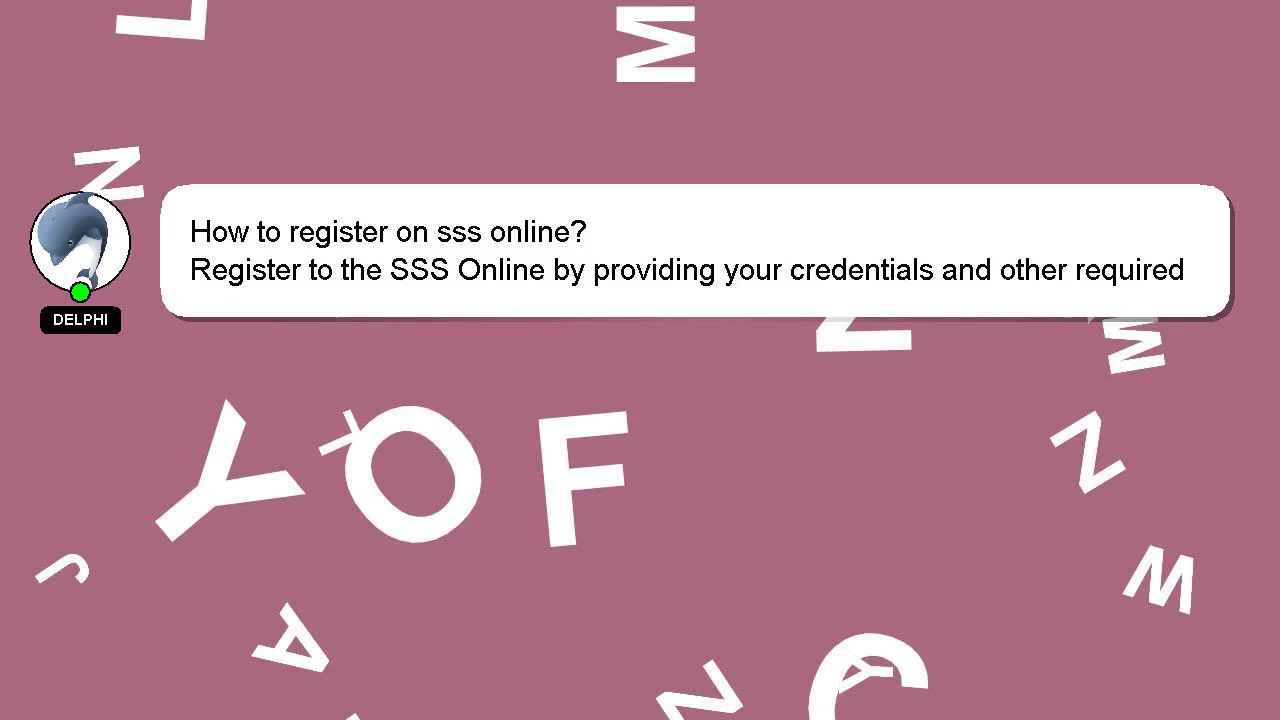 L
M
N
How to register on sss online?
Register to the SSS Online by providing your credentials and other required
DELPHI
M
Y
O
F
Z
J
W
A
C
A